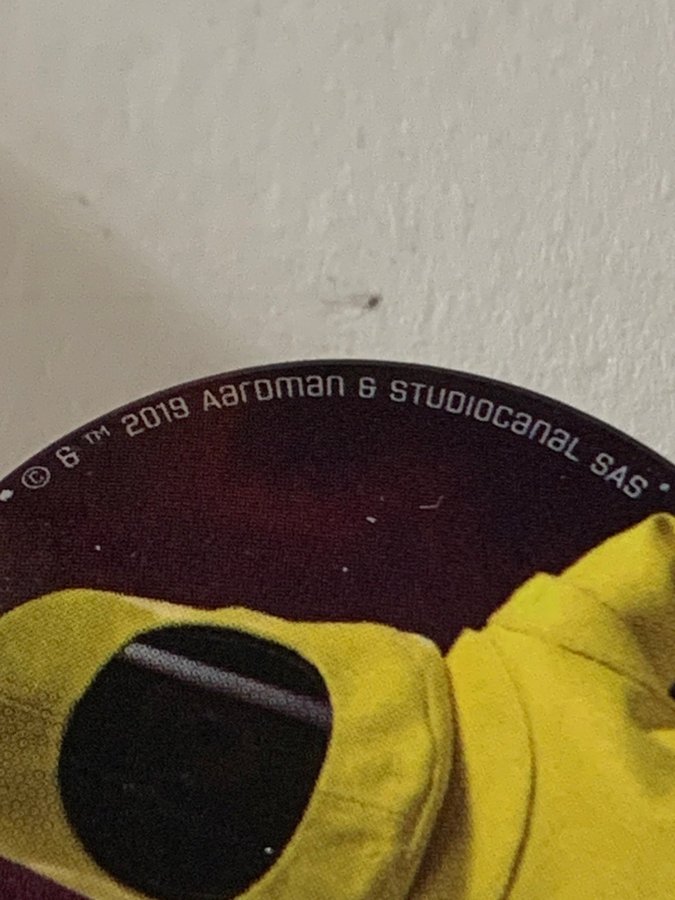 • © & ™ 2019 Aardman & STUDIOCANAL SAS •